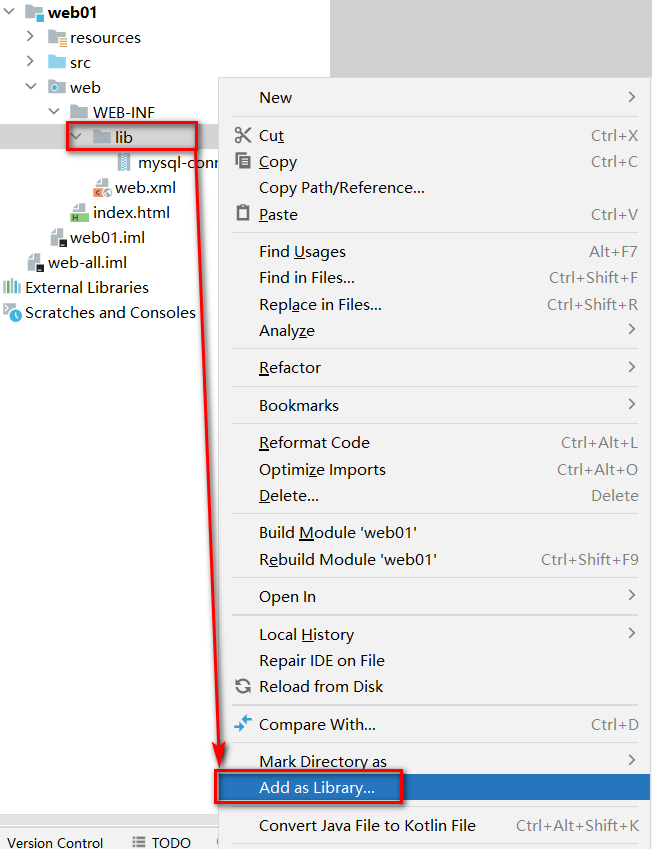 web01
resources
src
web
WEB-INF
lib
mysql-conn
web.xml
index.html
web01.iml
web-all.iml
External Libraries
Scratches and Consoles
New
Cut Ctrl+X
Copy Ctrl+C
Copy Path/Reference...
Paste Ctrl+V
Find Usages Alt+F7
Find in Files... Ctrl+Shift+F
Replace in Files... Ctrl+Shift+R
Analyze
Refactor
Bookmarks
Reformat Code Ctrl+Alt+L
Optimize Imports Ctrl+Alt+O
Delete... Delete
Build Module 'web01'
Rebuild Module 'web01' Ctrl+Shift+F9
Open In
Local History
Repair IDE on File
Reload from Disk
Compare With... Ctrl+D
Mark Directory as
Add as Library...
Convert Java File to Kotlin File Ctrl+Alt+Shift+K
Version Control TODO